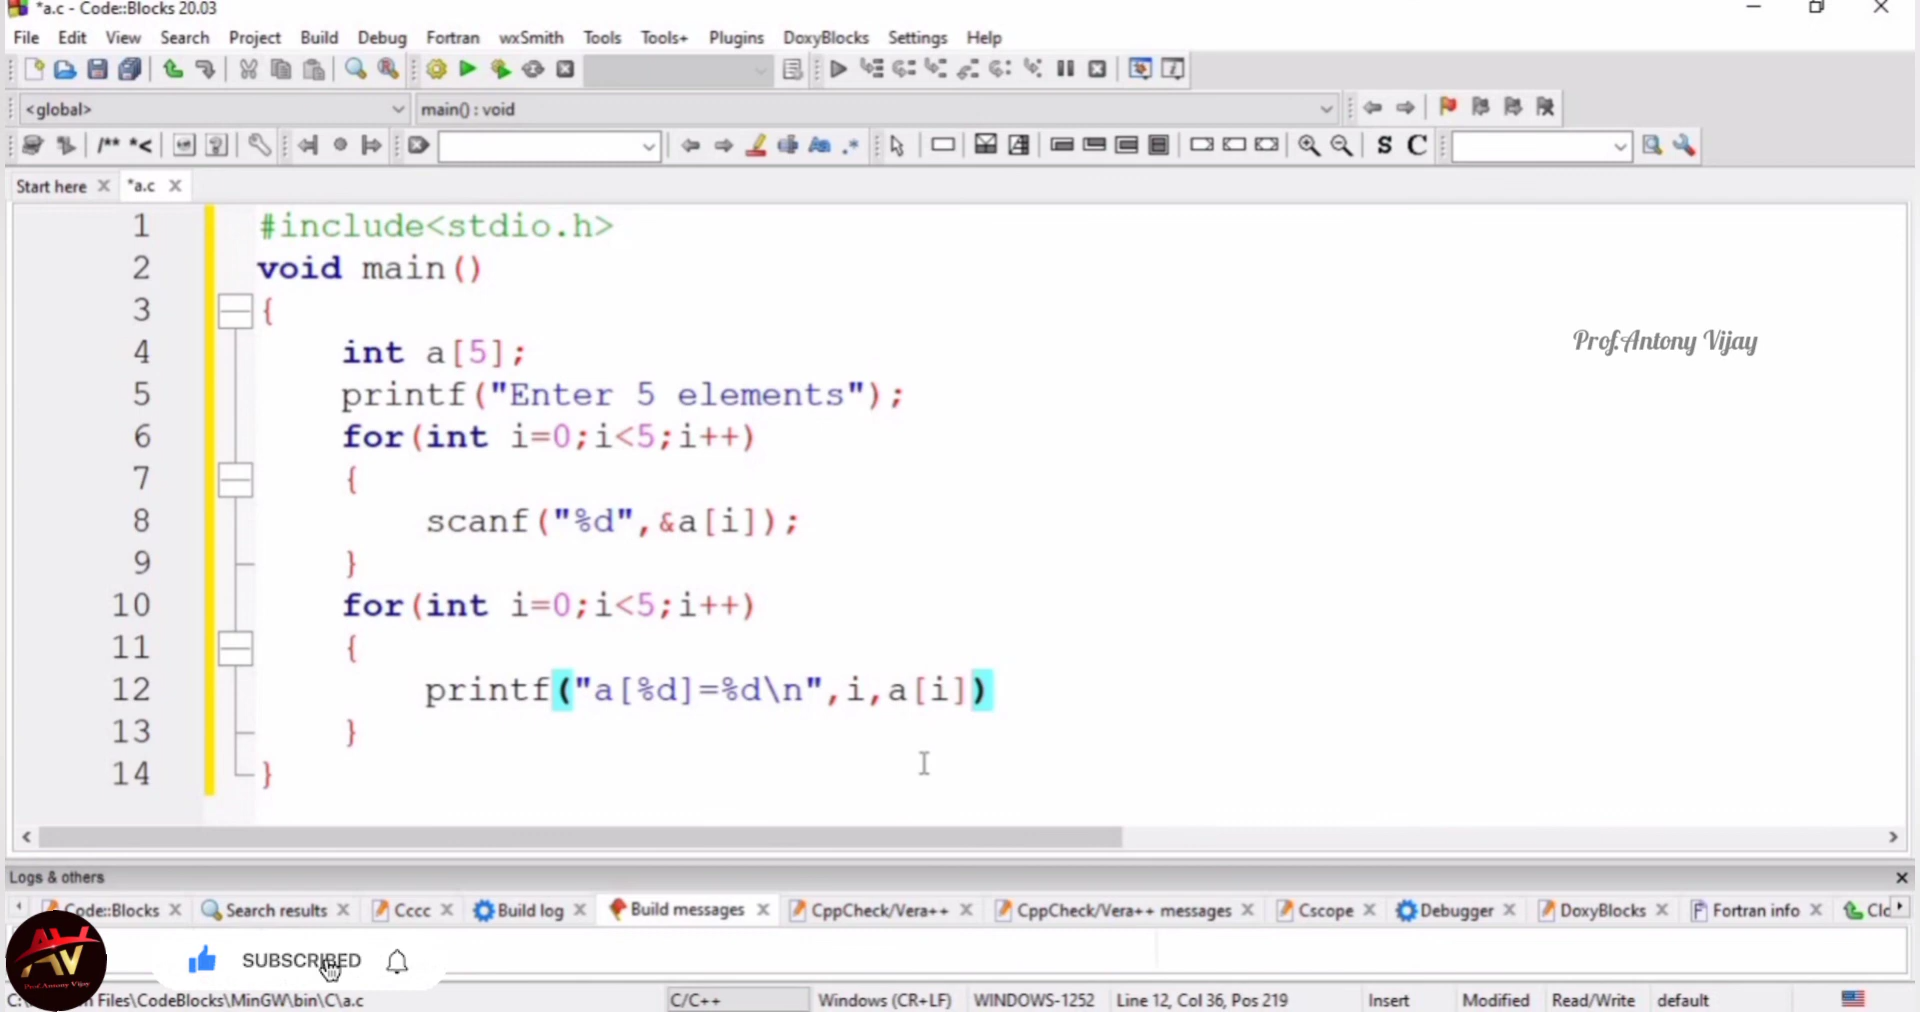 *a.c - Code::Blocks 20.03
File Edit View Search Project Build Debug Fortran wxSmith Tools Tools+ Plugins DoxyBlocks Settings Help
<global> main() : void
/** *< S C
Start here *a.c
1 #include<stdio.h>
2 void main()
3 {
4 int a[5];
5 printf("Enter 5 elements");
6 for(int i=0;i<5;i++)
7 {
8 scanf("%d",&a[i]);
9 }
10 for(int i=0;i<5;i++)
11 {
12 printf("a[%d]=%d\n",i,a[i])
13 }
14 }
Prof.Antony Vijay
Logs & others
Code::Blocks Search results Cccc Build log Build messages CppCheck/Vera++ CppCheck/Vera++ messages Cscope Debugger DoxyBlocks Fortran info Clo
AV
Prof.Antony Vijay
SUBSCRIBED
C:\ Files\CodeBlocks\MinGW\bin\C\a.c C/C++ Windows (CR+LF) WINDOWS-1252 Line 12, Col 36, Pos 219 Insert Modified Read/Write default